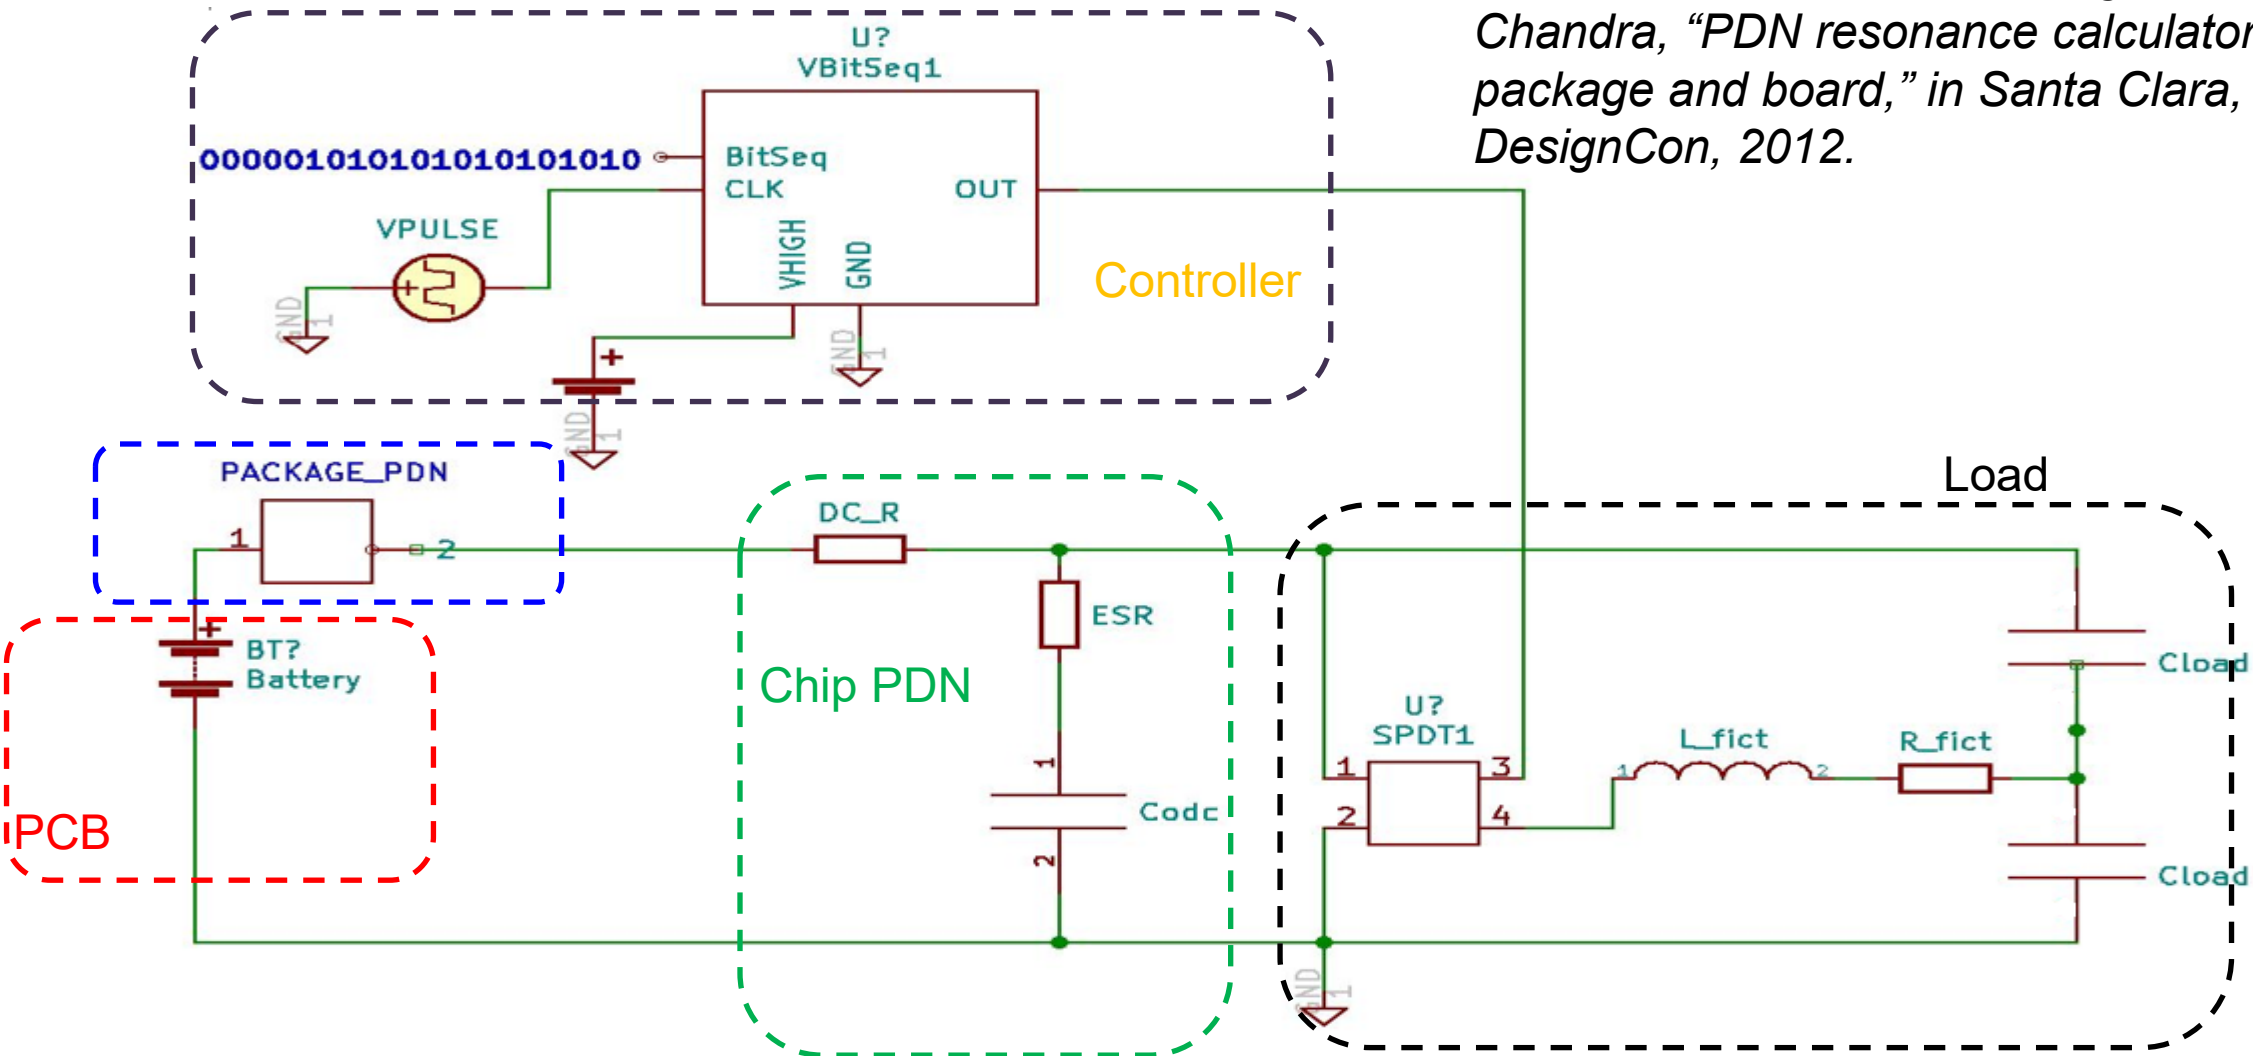 Chandra, “PDN resonance calculator
package and board,” in Santa Clara,
DesignCon, 2012.
U?
VBitSeq1
000001010101010101010
BitSeq
CLK
OUT
VHIGH
GND
VPULSE
Controller
GND 1
GND 1
+
GND 1
PACKAGE_PDN
1
2
+
BT?
Battery
PCB
DC_R
ESR
Chip PDN
1
Codc
2
Load
U?
SPDT1
1
2
3
4
L_fict
1
2
R_fict
Cload
Cload
GND 1